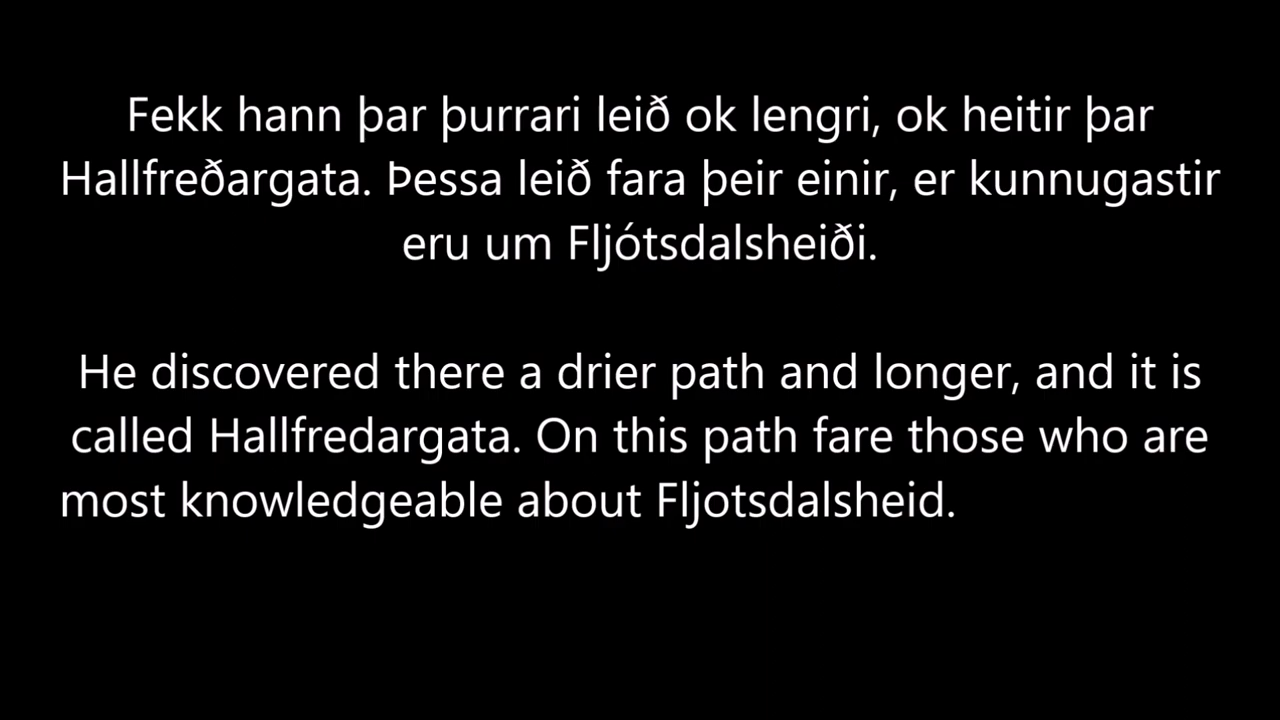 Fekk hann þar þurrari leið ok lengri, ok heitir þar
Hallfreðargata. Þessa leið fara þeir einir, er kunnugastir
eru um Fljótsdalsheiði.
He discovered there a drier path and longer, and it is
called Hallfredargata. On this path fare those who are
most knowledgeable about Fljotsdalsheid.